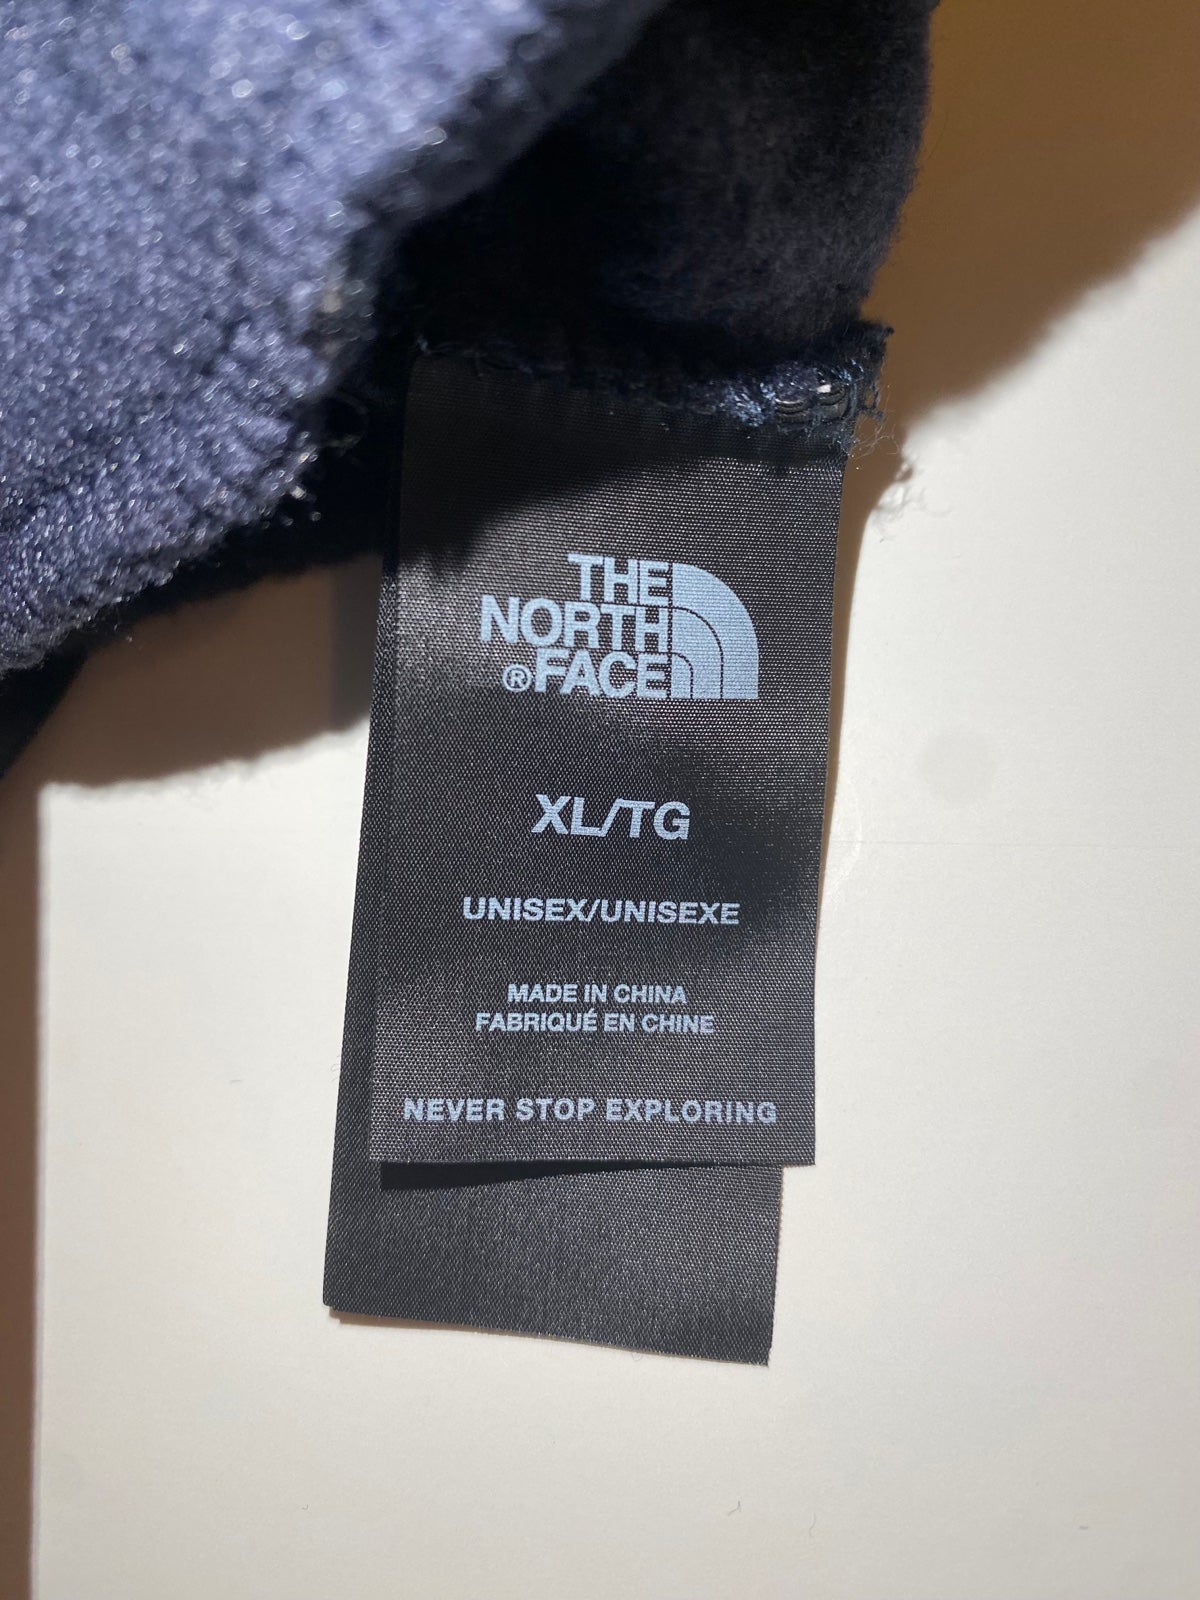 THE
NORTH
®FACE
XL/TG
UNISEX/UNISEXE
MADE IN CHINA
FABRIQUÉ EN CHINE
NEVER STOP EXPLORING